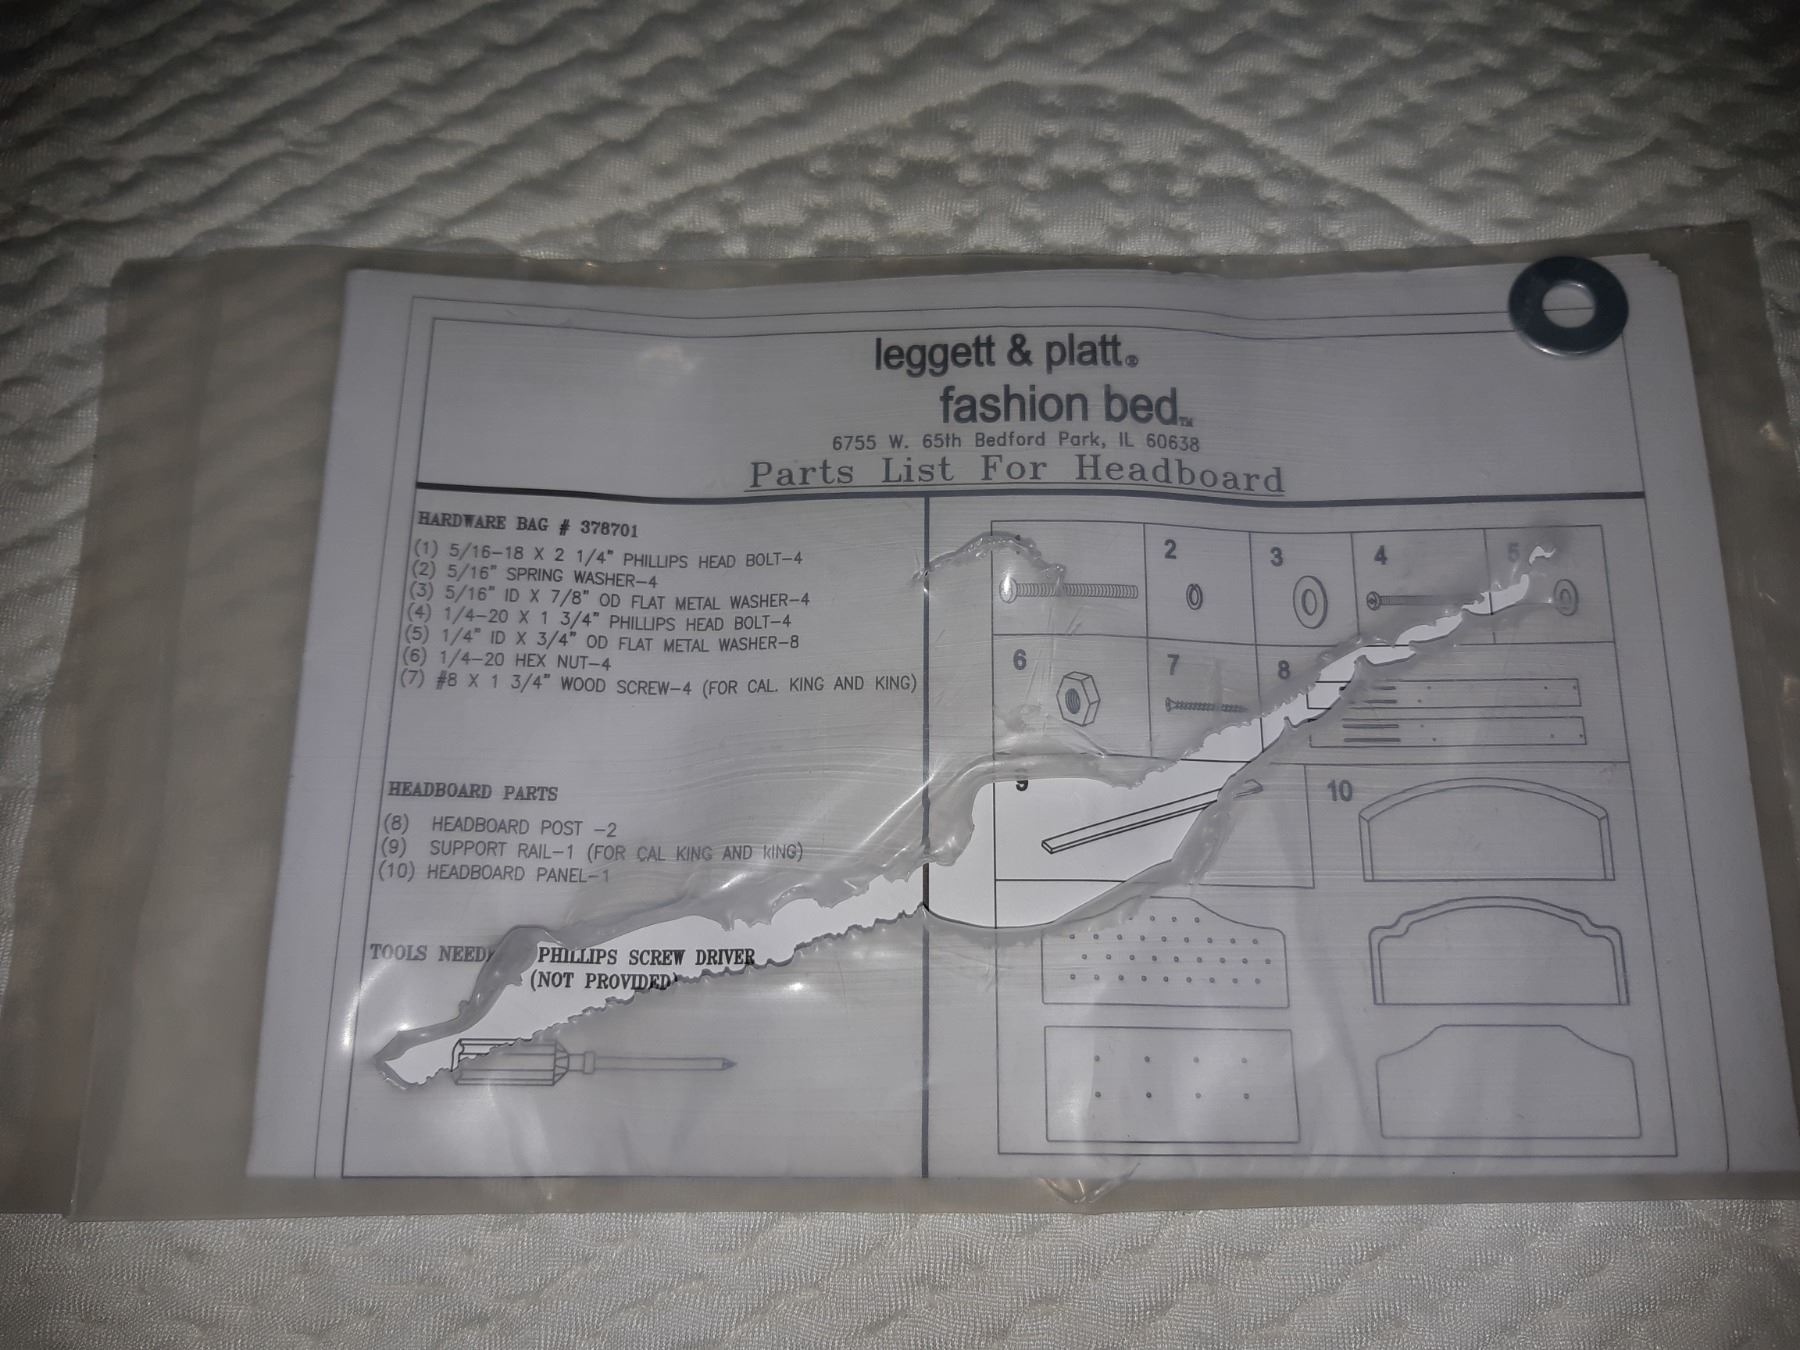 leggett & platt®
fashion bed™
6755 W. 65th Bedford Park, IL 60638
Parts List For Headboard
HARDWARE BAG # 378701
(1) 5/16-18 X 2 1/4" PHILLIPS HEAD BOLT-4
(2) 5/16" SPRING WASHER-4
(3) 5/16" ID X 7/8" OD FLAT METAL WASHER-4
(4) 1/4-20 X 1 3/4" PHILLIPS HEAD BOLT-4
(5) 1/4" ID X 3/4" OD FLAT METAL WASHER-8
(6) 1/4-20 HEX NUT-4
(7) #8 X 1 3/4" WOOD SCREW-4 (FOR CAL. KING AND KING)
HEADBOARD PARTS
(8) HEADBOARD POST -2
(9) SUPPORT RAIL-1 (FOR CAL KING AND KING)
(10) HEADBOARD PANEL-1
TOOLS NEEDE PHILLIPS SCREW DRIVER
(NOT PROVIDED)
2 3 4 5
6 7 8
9 10